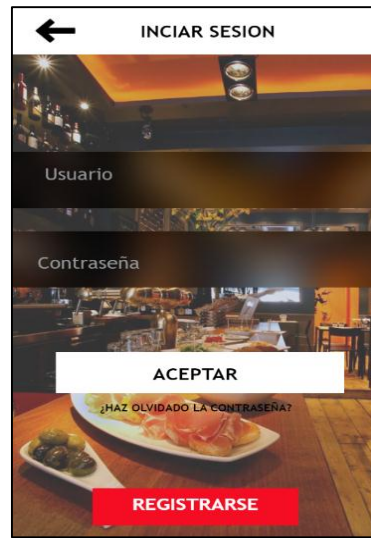 INCIAR SESION
Usuario
Contraseña
ACEPTAR
¿HAZ OLVIDADO LA CONTRASEÑA?
REGISTRARSE